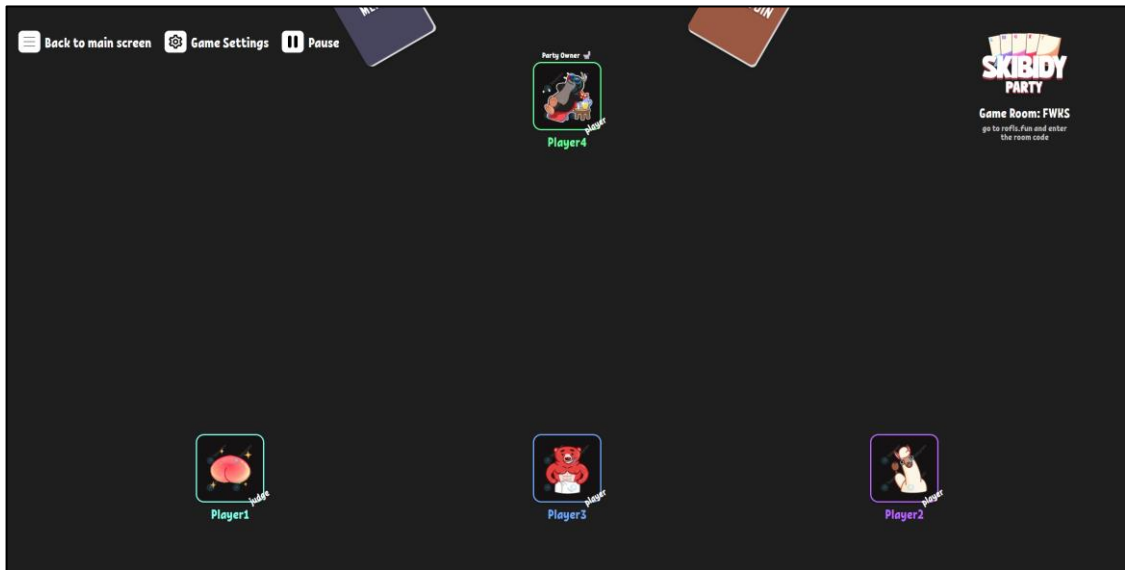 Back to main screen
Game Settings
Pause
Party Owner
player
Player4
SKIBIDY
PARTY
Game Room: FWKS
go to rofls.fun and enter
the room code
judge
Player1
player
Player3
player
Player2